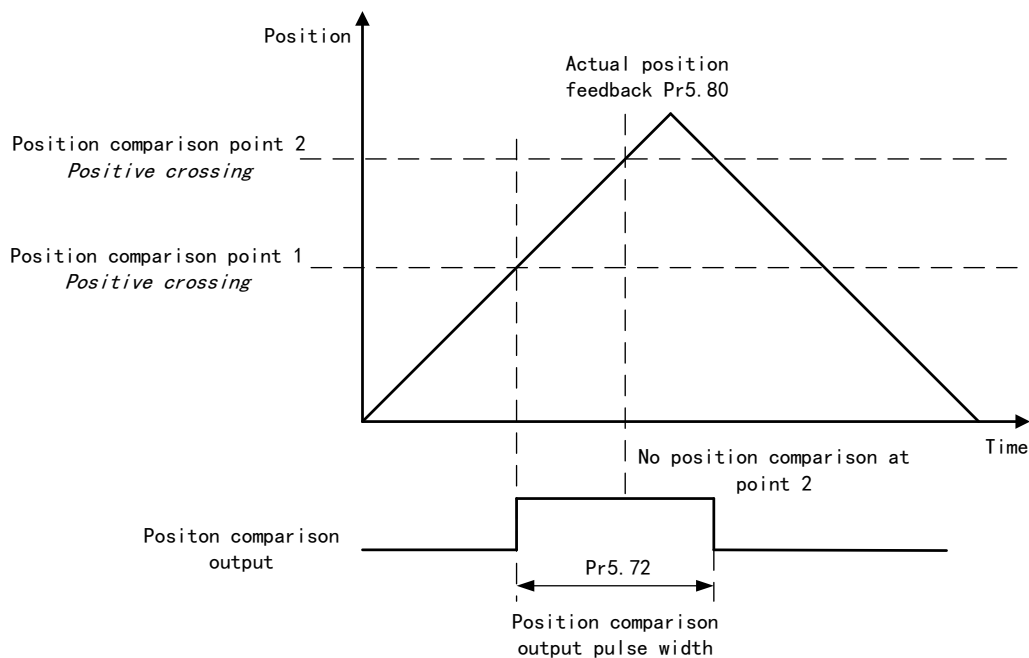 Position
Actual position
feedback Pr5.80
Position comparison point 2
Positive crossing
Position comparison point 1
Positive crossing
Time
No position comparison at
point 2
Positon comparison
output
Pr5.72
Position comparison
output pulse width